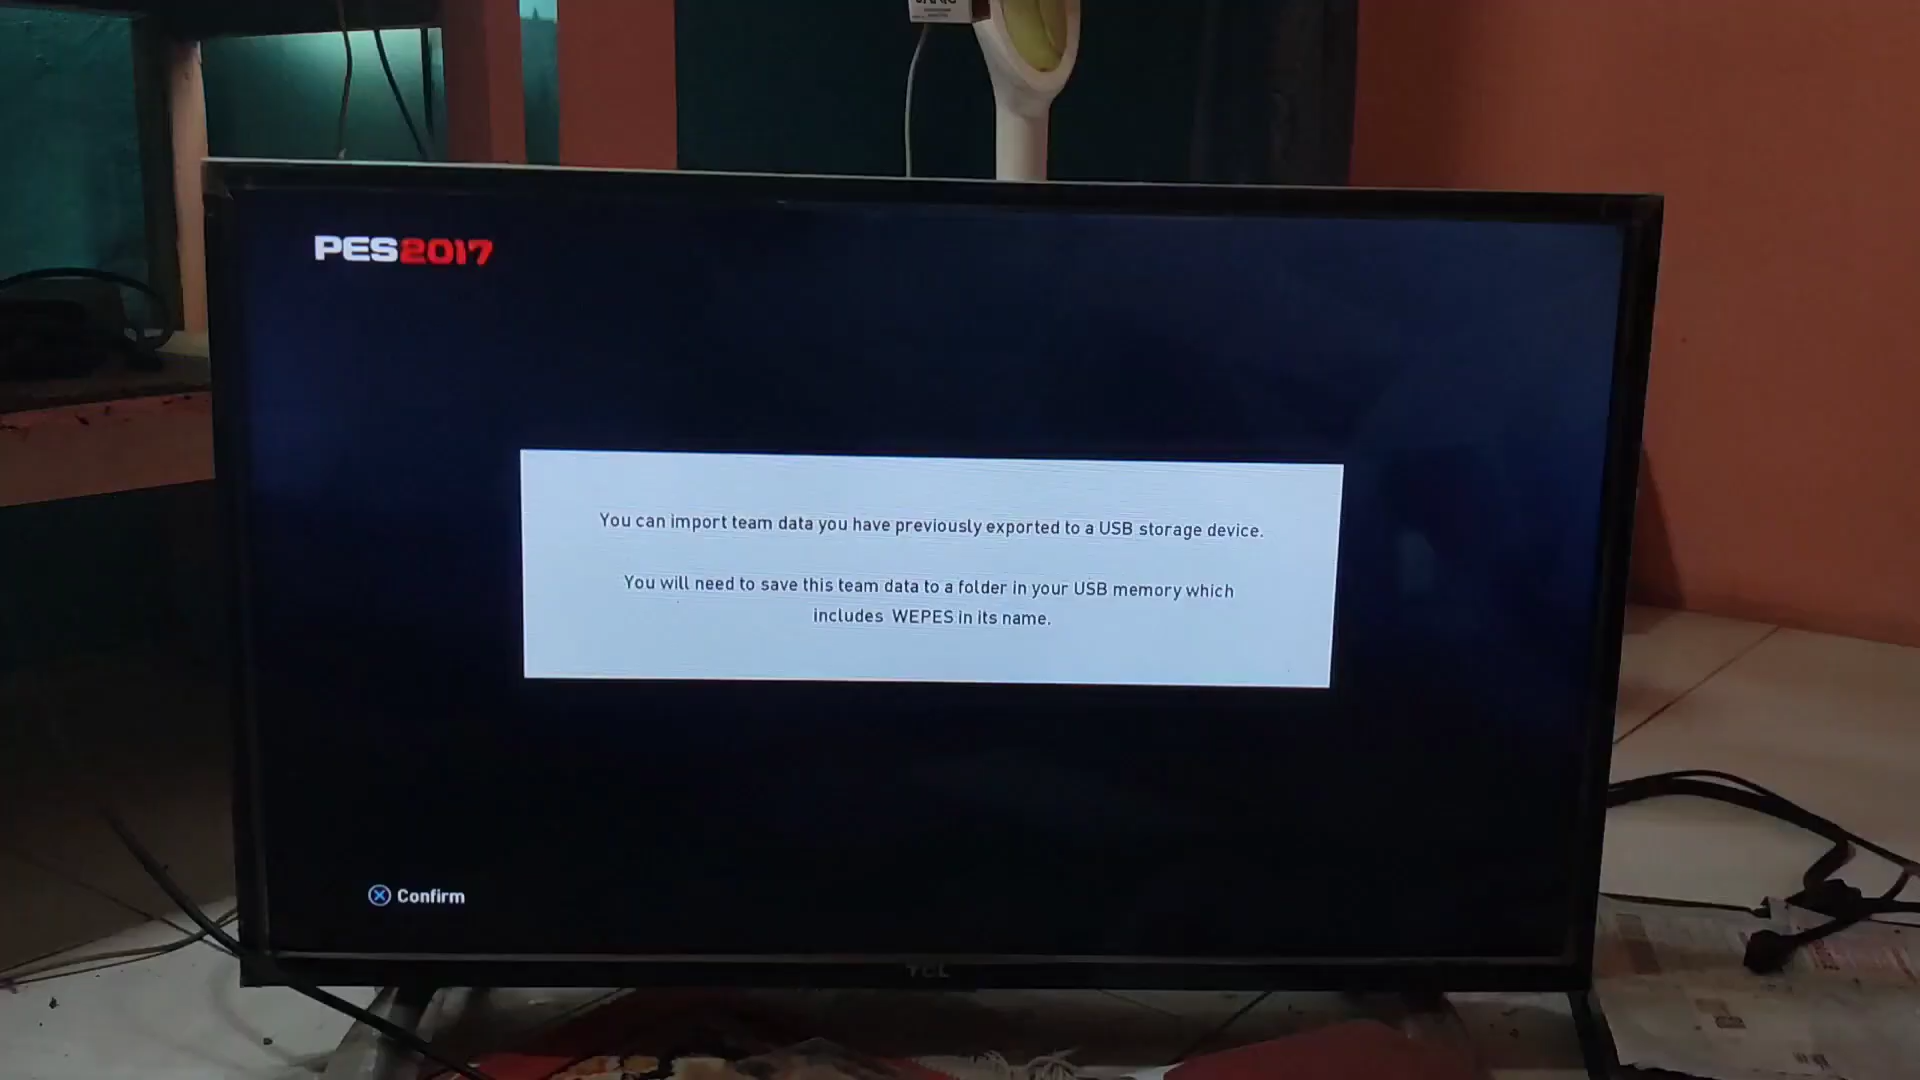 PES2017
You can import team data you have previously exported to a USB storage device.
You will need to save this team data to a folder in your USB memory which
includes WEPES in its name.
Confirm
TCL